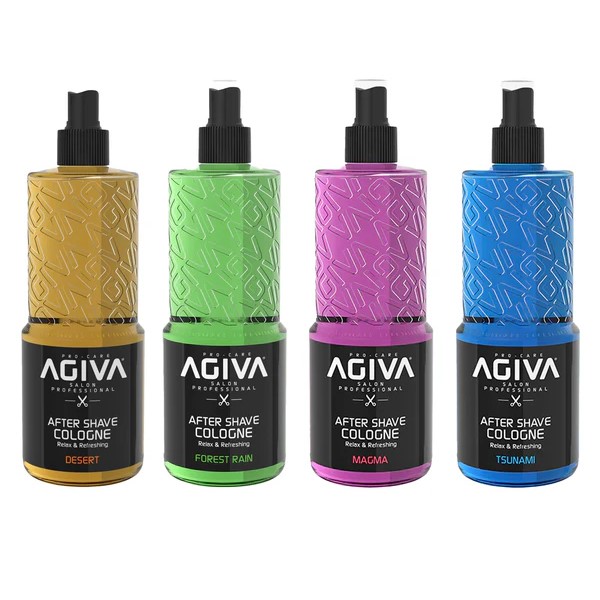 PRO-CARE
AGIVA®
SALON
PROFESSIONAL
AFTER SHAVE
COLOGNE
Relax & Refreshing
DESERT
PRO-CARE
AGIVA®
SALON
PROFESSIONAL
AFTER SHAVE
COLOGNE
Relax & Refreshing
FOREST RAIN
PRO-CARE
AGIVA®
SALON
PROFESSIONAL
AFTER SHAVE
COLOGNE
Relax & Refreshing
MAGMA
PRO-CARE
AGIVA®
SALON
PROFESSIONAL
AFTER SHAVE
COLOGNE
Relax & Refreshing
TSUNAMI